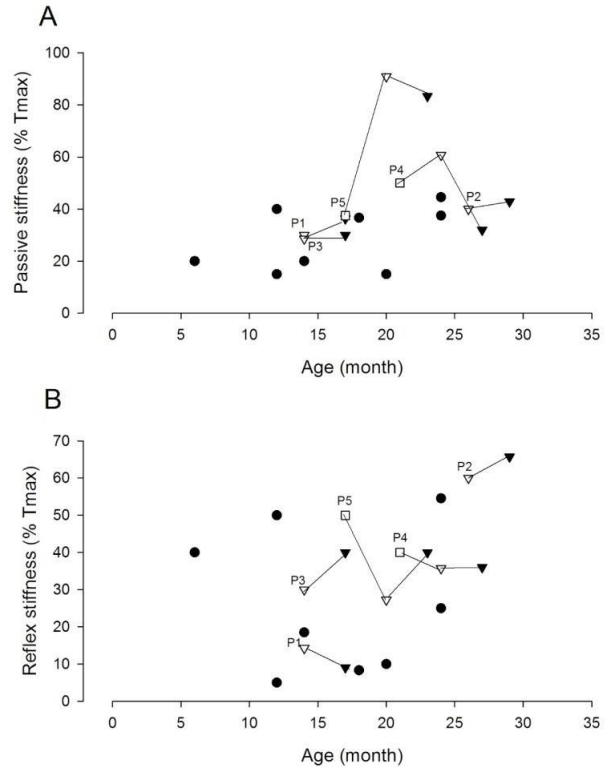 A
Passive stiffness (% Tmax)
100
80
60
40
20
0
P1
P3
P5
P4
P2
0 5 10 15 20 25 30 35
Age (month)
B
Reflex stiffness (% Tmax)
70
60
50
40
30
20
10
0
P2
P5
P4
P3
P1
0 5 10 15 20 25 30 35
Age (month)